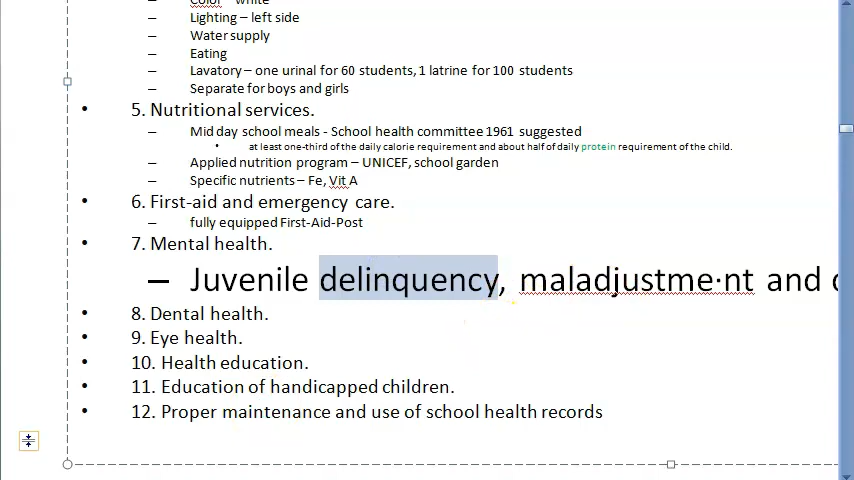 – Color – white
– Lighting – left side
– Water supply
– Eating
– Lavatory – one urinal for 60 students, 1 latrine for 100 students
– Separate for boys and girls
• 5. Nutritional services.
– Mid day school meals - School health committee 1961 suggested
• at least one-third of the daily calorie requirement and about half of daily protein requirement of the child.
– Applied nutrition program – UNICEF, school garden
– Specific nutrients – Fe, Vit A
• 6. First-aid and emergency care.
– fully equipped First-Aid-Post
• 7. Mental health.
– Juvenile delinquency, maladjustme·nt and
• 8. Dental health.
• 9. Eye health.
• 10. Health education.
• 11. Education of handicapped children.
• 12. Proper maintenance and use of school health records